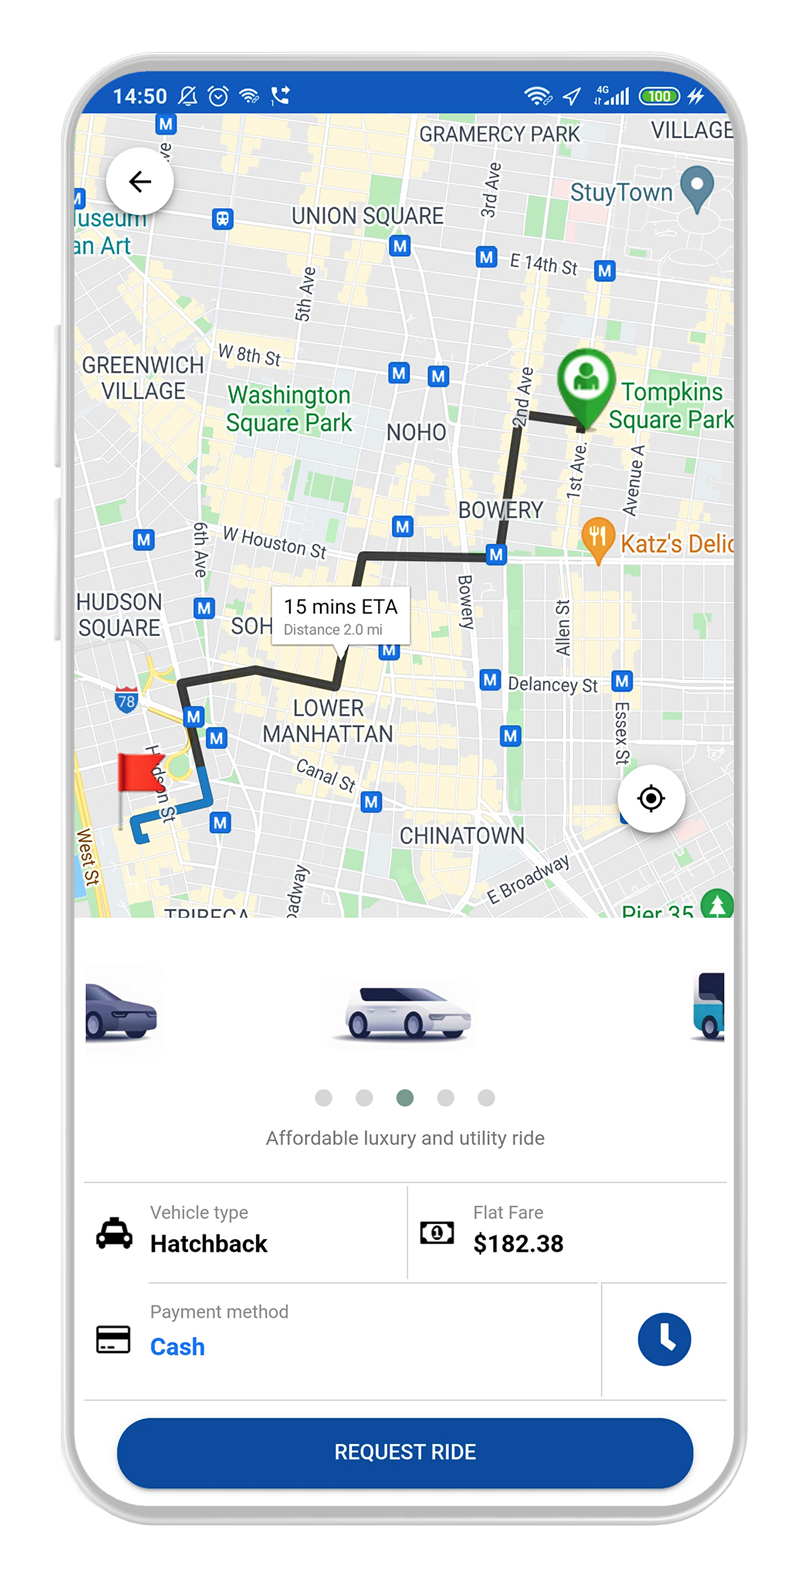 14:50
4G
100
M
GRAMERCY PARK
VILLAGE
StuyTown
3rd Ave
UNION SQUARE
an Art
M
M
E 14th St
M
5th Ave
W 8th St
GREENWICH
VILLAGE
M
M
2nd Ave
Washington
Square Park
Tompkins
Square Park
NOHO
1st Ave.
Avenue A
BOWERY
M
M
6th Ave
W Houston St
M
Katz's Delic
HUDSON
SQUARE
M
15 mins ETA
Distance 2.0 mi
SOH
Bowery
Allen St
M
M
Delancey St
M
78
M
M
LOWER
MANHATTAN
M
Essex St
Hudson St
Canal St
M
M
CHINATOWN
West St
E Broadway
oadway
TRIBECA
Pier 35
Affordable luxury and utility ride
Vehicle type
Hatchback
Flat Fare
1
$182.38
Payment method
Cash
REQUEST RIDE